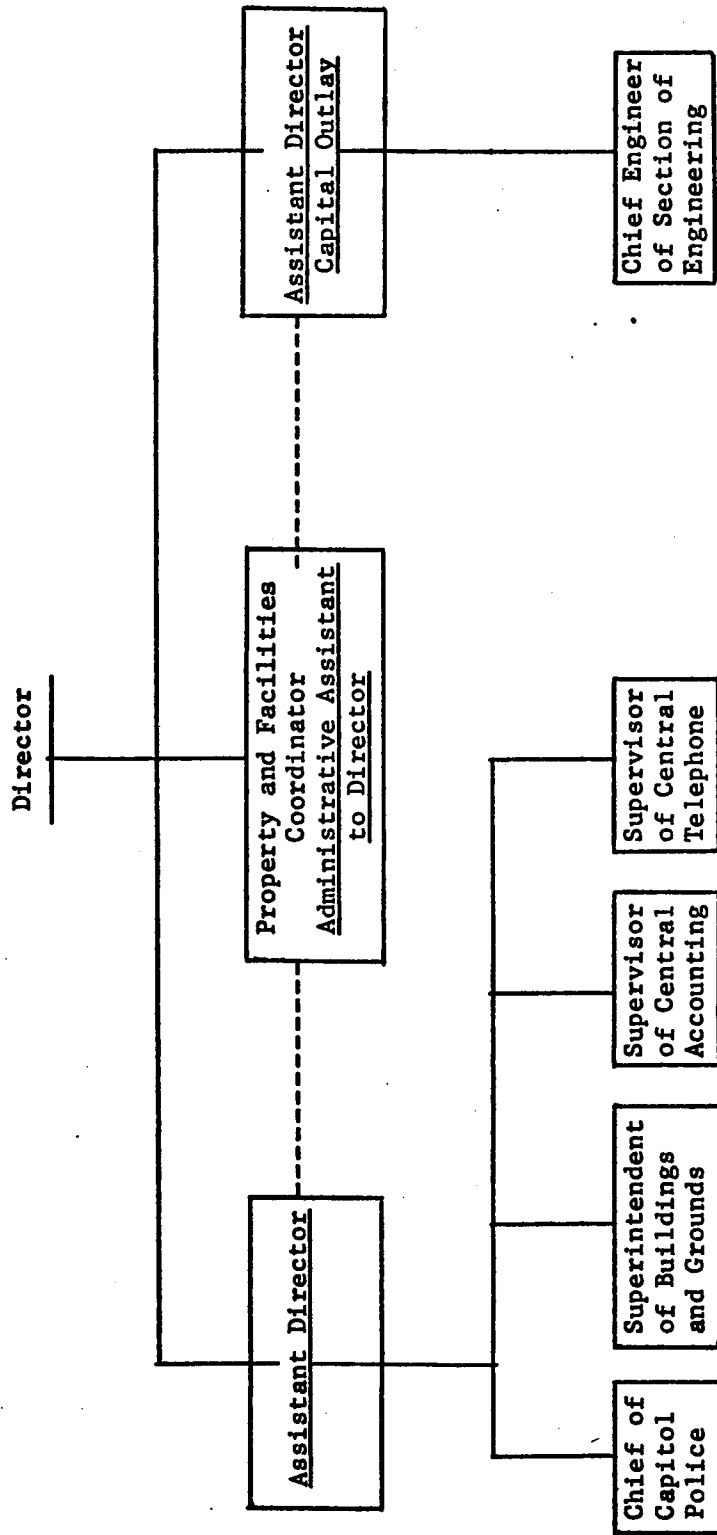 Director
Assistant Director
Property and Facilities
Coordinator
Administrative Assistant
to Director
Assistant Director
Capital Outlay
Chief of
Capitol
Police
Superintendent
of Buildings
and Grounds
Supervisor
of Central
Accounting
Supervisor
of Central
Telephone
Chief Engineer
of Section of
Engineering